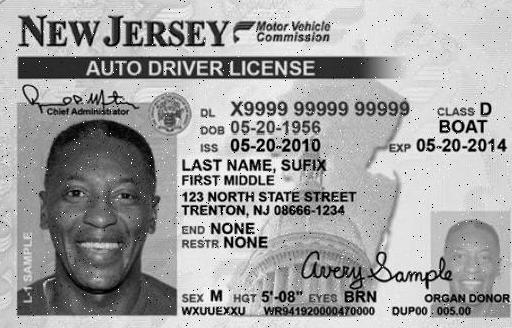 NEW JERSEY Motor Vehicle Commission
AUTO DRIVER LICENSE
Chief Administrator
DL X9999 99999 99999 CLASS D
DOB 05-20-1956 BOAT
ISS 05-20-2010 EXP 05-20-2014
LAST NAME, SUFIX
FIRST MIDDLE
123 NORTH STATE STREET
TRENTON, NJ 08666-1234
END NONE
RESTR NONE
L-1 SAMPLE
Avery Sample
SEX M HGT 5'-08" EYES BRN ORGAN DONOR
WXUUEXXU WR941920000470000 DUP00 005.00